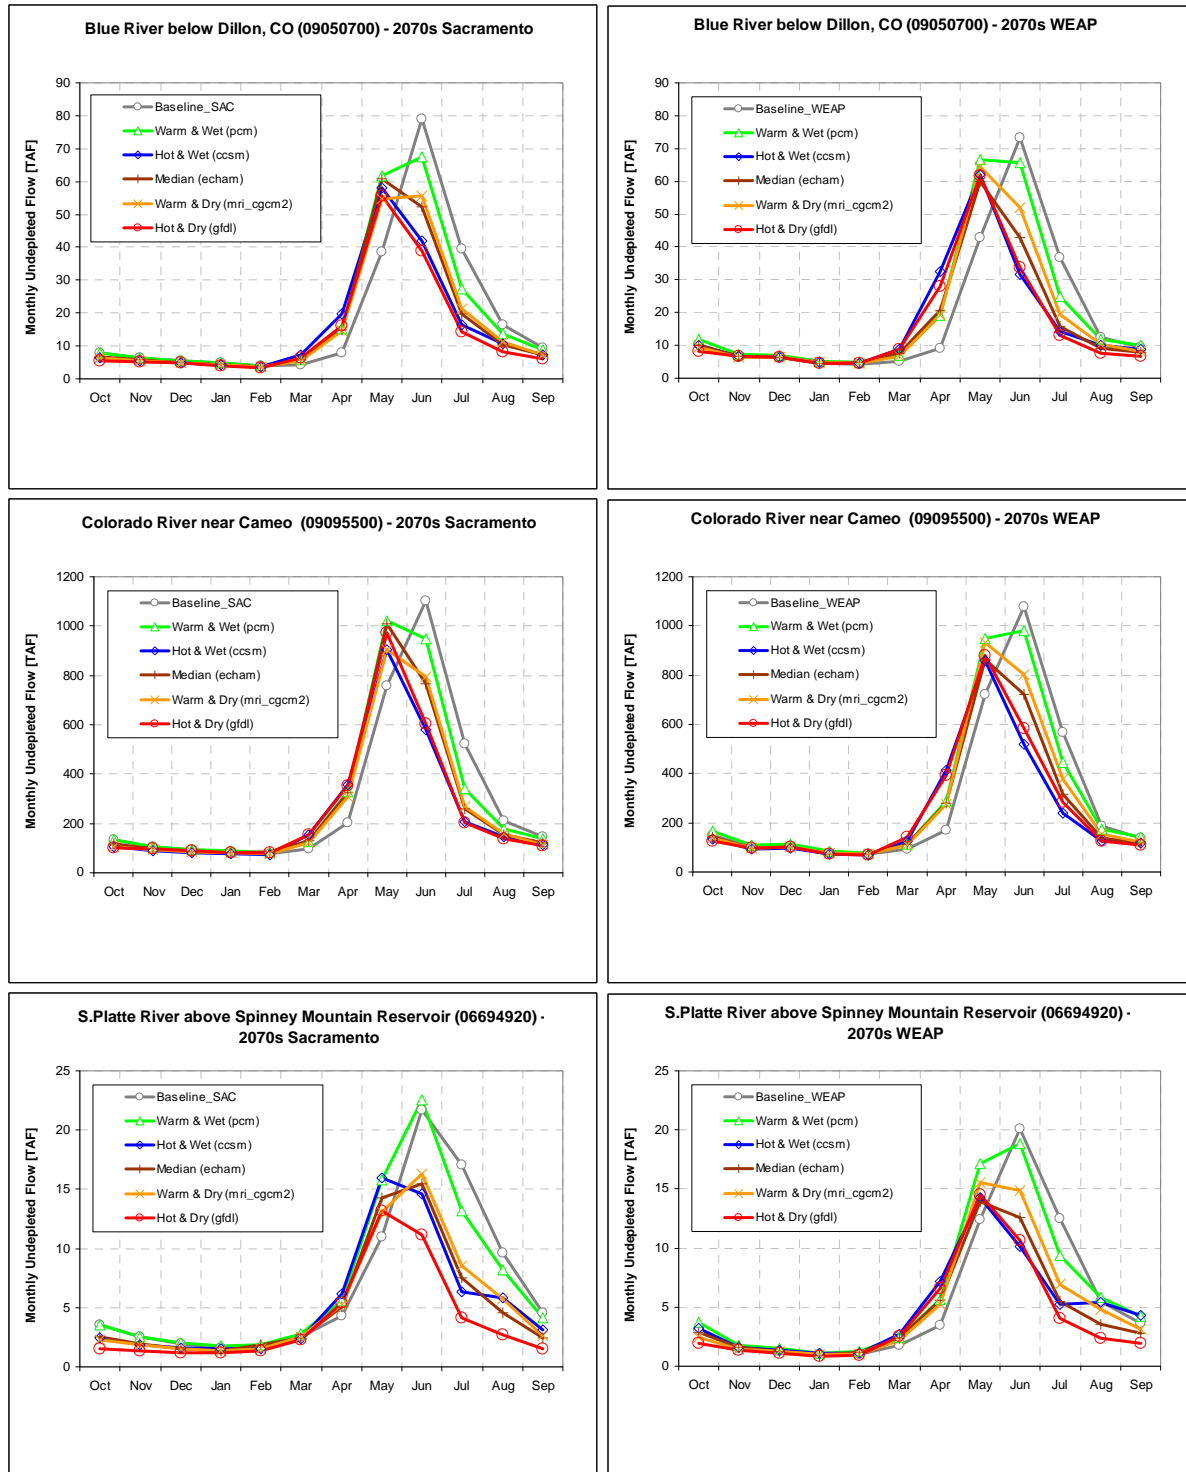 Blue River below Dillon, CO (09050700) - 2070s Sacramento
Monthly Undepleted Flow [TAF]
90
80
70
60
50
40
30
20
10
0
Baseline_SAC
Warm & Wet (pcm)
Hot & Wet (ccsm)
Median (echam)
Warm & Dry (mri_cgcm2)
Hot & Dry (gfdl)
Oct Nov Dec Jan Feb Mar Apr May Jun Jul Aug Sep
Blue River below Dillon, CO (09050700) - 2070s WEAP
Monthly Undepleted Flow [TAF]
90
80
70
60
50
40
30
20
10
0
Baseline_WEAP
Warm & Wet (pcm)
Hot & Wet (ccsm)
Median (echam)
Warm & Dry (mri_cgcm2)
Hot & Dry (gfdl)
Oct Nov Dec Jan Feb Mar Apr May Jun Jul Aug Sep
Colorado River near Cameo (09095500) - 2070s Sacramento
Monthly Undepleted Flow [TAF]
1200
1000
800
600
400
200
0
Baseline_SAC
Warm & Wet (pcm)
Hot & Wet (ccsm)
Median (echam)
Warm & Dry (mri_cgcm2)
Hot & Dry (gfdl)
Oct Nov Dec Jan Feb Mar Apr May Jun Jul Aug Sep
Colorado River near Cameo (09095500) - 2070s WEAP
Monthly Undepleted Flow [TAF]
1200
1000
800
600
400
200
0
Baseline_WEAP
Warm & Wet (pcm)
Hot & Wet (ccsm)
Median (echam)
Warm & Dry (mri_cgcm2)
Hot & Dry (gfdl)
Oct Nov Dec Jan Feb Mar Apr May Jun Jul Aug Sep
S.Platte River above Spinney Mountain Reservoir (06694920) -
2070s Sacramento
Monthly Undepleted Flow [TAF]
25
20
15
10
5
0
Baseline_SAC
Warm & Wet (pcm)
Hot & Wet (ccsm)
Median (echam)
Warm & Dry (mri_cgcm2)
Hot & Dry (gfdl)
Oct Nov Dec Jan Feb Mar Apr May Jun Jul Aug Sep
S.Platte River above Spinney Mountain Reservoir (06694920) -
2070s WEAP
Monthly Undepleted Flow [TAF]
25
20
15
10
5
0
Baseline_WEAP
Warm & Wet (pcm)
Hot & Wet (ccsm)
Median (echam)
Warm & Dry (mri_cgcm2)
Hot & Dry (gfdl)
Oct Nov Dec Jan Feb Mar Apr May Jun Jul Aug Sep